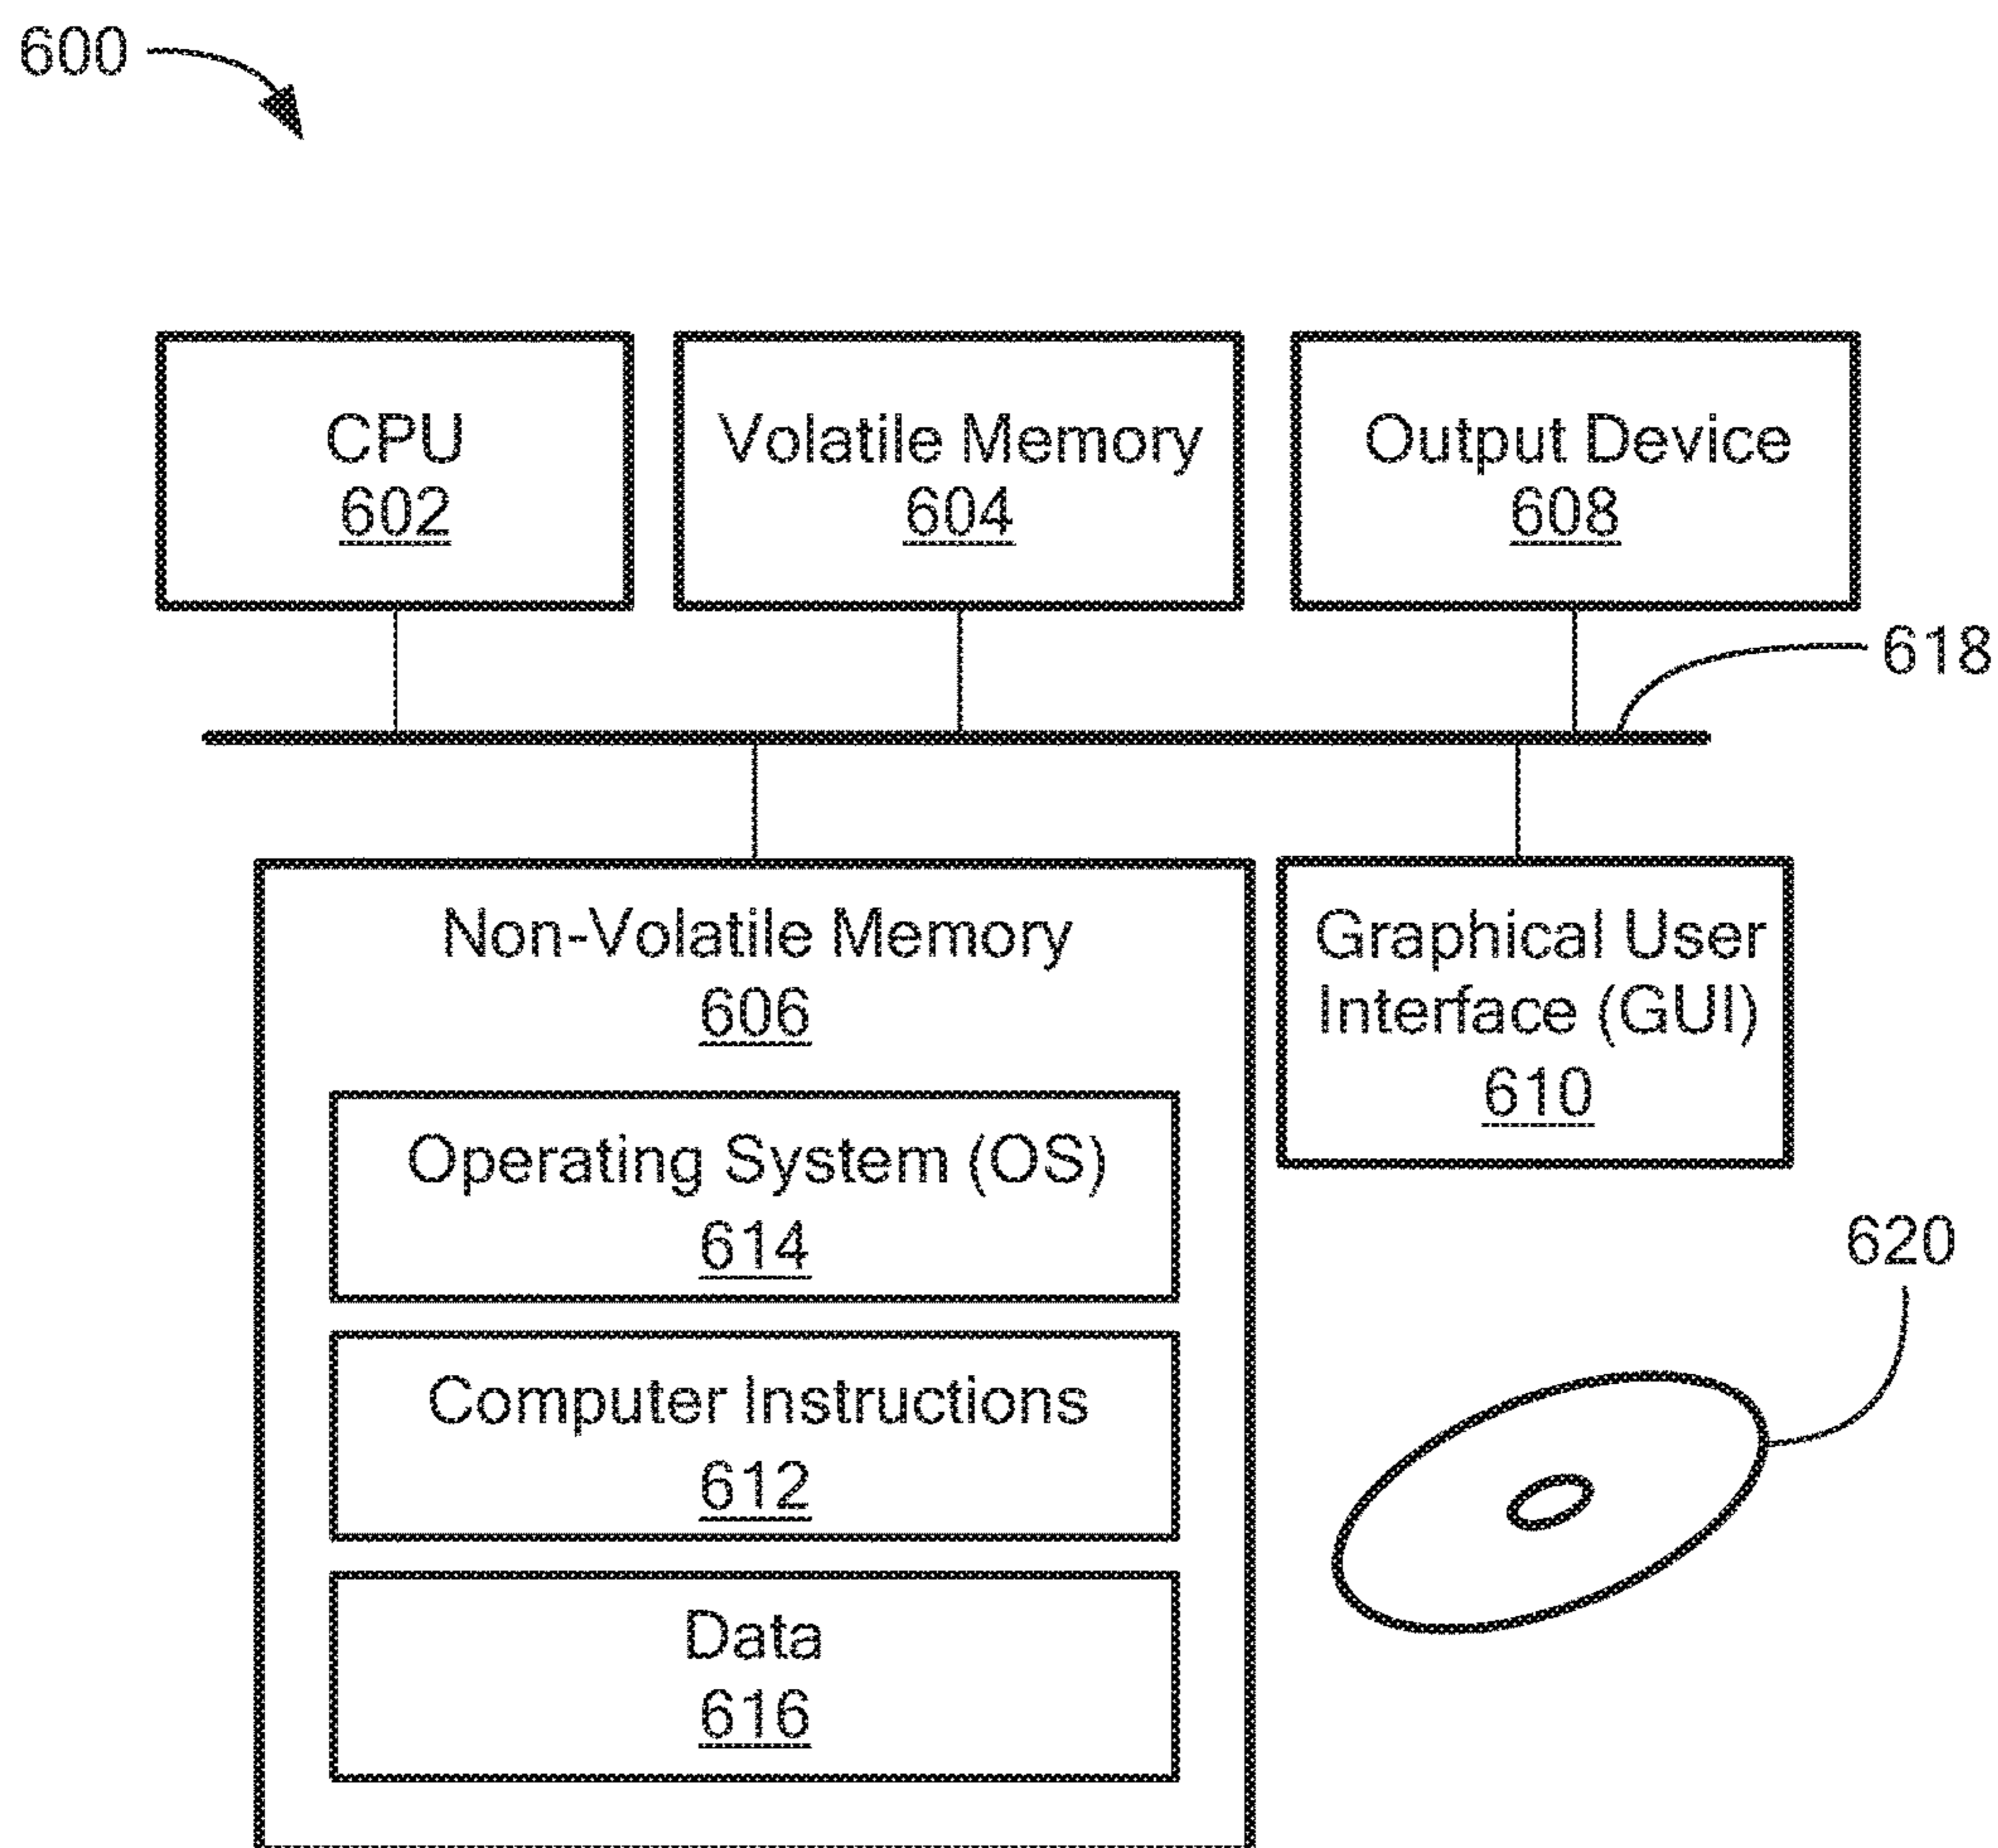 600
CPU
602
Volatile Memory
604
Output Device
608
618
Non-Volatile Memory
606
Graphical User
Interface (GUI)
610
Operating System (OS)
614
Computer Instructions
612
Data
616
620